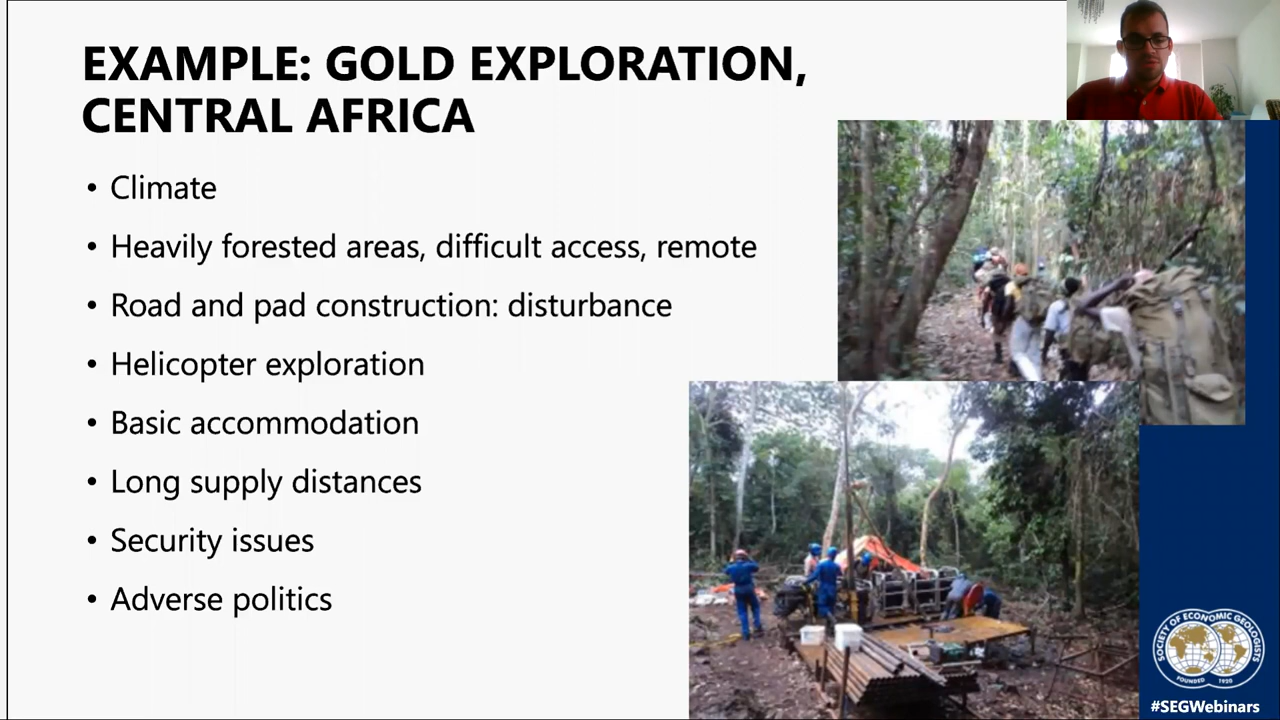 EXAMPLE: GOLD EXPLORATION,
CENTRAL AFRICA
• Climate
• Heavily forested areas, difficult access, remote
• Road and pad construction: disturbance
• Helicopter exploration
• Basic accommodation
• Long supply distances
• Security issues
• Adverse politics
SOCIETY OF ECONOMIC GEOLOGISTS
FOUNDED 1920
#SEGWebinars